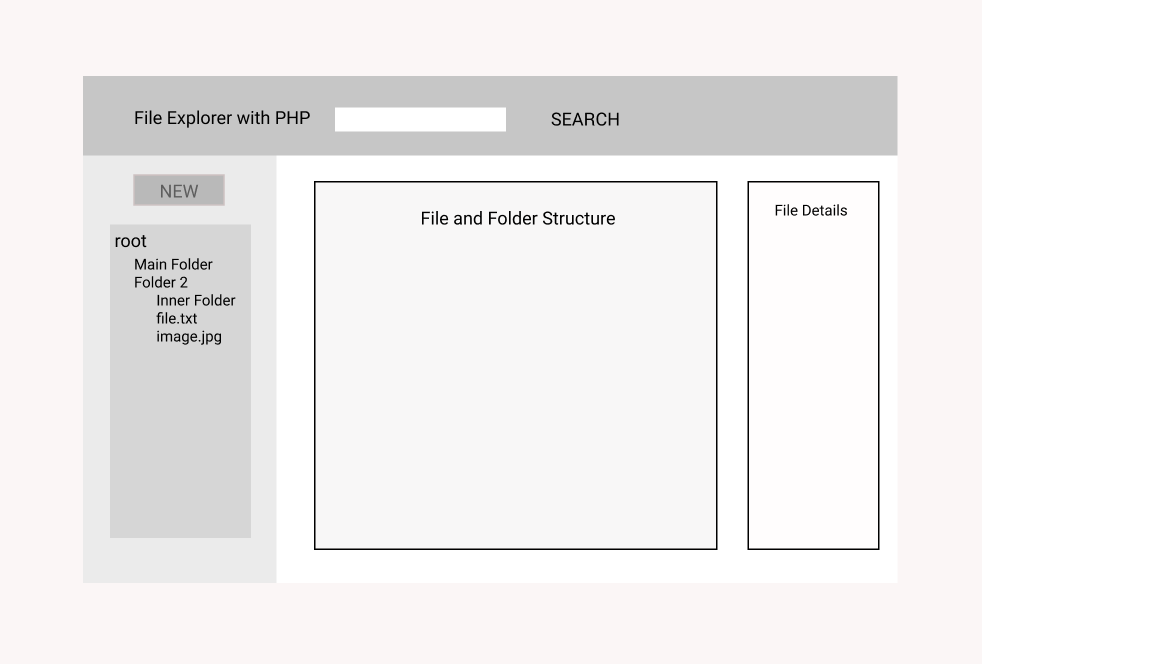 File Explorer with PHP
SEARCH
NEW
root
Main Folder
Folder 2
Inner Folder
file.txt
image.jpg
File and Folder Structure
File Details